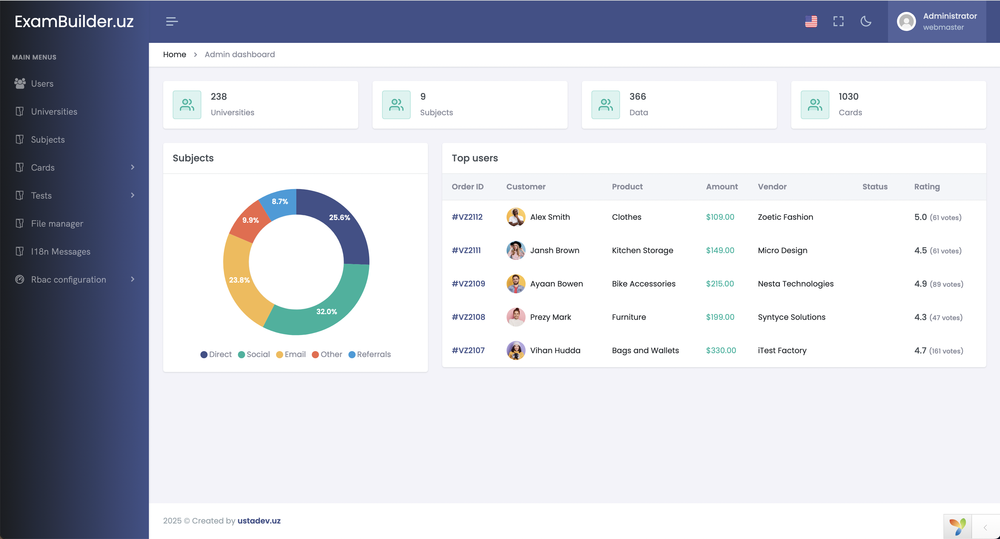 ExamBuilder.uz
Administrator
webmaster
MAIN MENUS
Users
Universities
Subjects
Cards
Tests
File manager
I18n Messages
Rbac configuration
Home > Admin dashboard
238
Universities
9
Subjects
366
Data
1030
Cards
Subjects
8.7%
25.6%
9.9%
23.8%
32.0%
Direct Social Email Other Referrals
Top users
Order ID Customer Product Amount Vendor Status Rating
#VZ2112 Alex Smith Clothes $109.00 Zoetic Fashion 5.0 (61 votes)
#VZ2111 Jansh Brown Kitchen Storage $149.00 Micro Design 4.5 (61 votes)
#VZ2109 Ayaan Bowen Bike Accessories $215.00 Nesta Technologies 4.9 (89 votes)
#VZ2108 Prezy Mark Furniture $199.00 Syntyce Solutions 4.3 (47 votes)
#VZ2107 Vihan Hudda Bags and Wallets $330.00 iTest Factory 4.7 (161 votes)
2025 © Created by ustadev.uz